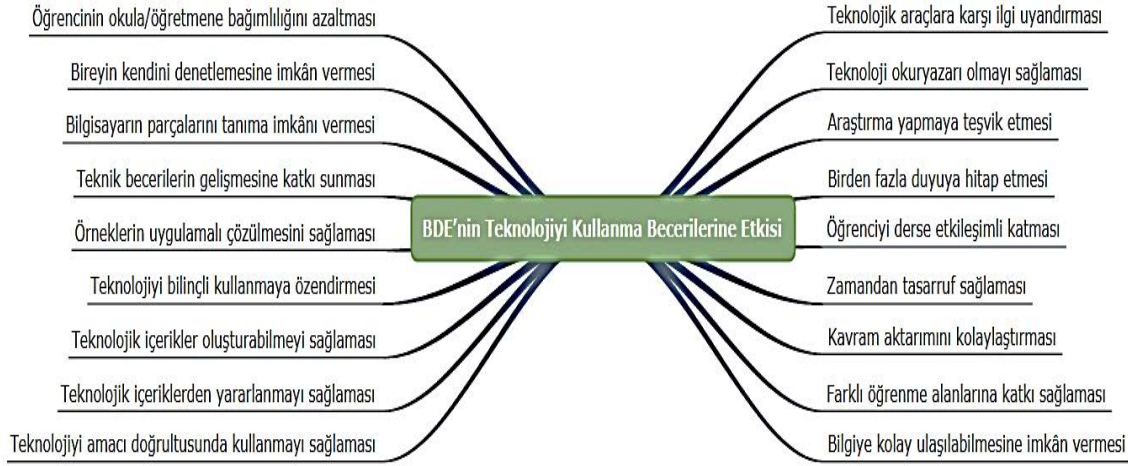 Öğrencinin okula/öğretmene bağımlılığını azaltması
Bireyin kendini denetlemesine imkân vermesi
Bilgisayarın parçalarını tanıma imkânı vermesi
Teknik becerilerin gelişmesine katkı sunması
Örneklerin uygulamalı çözülmesini sağlaması
Teknolojiyi bilinçli kullanmaya özendirmesi
Teknolojik içerikler oluşturabilmeyi sağlaması
Teknolojik içeriklerden yararlanmayı sağlaması
Teknolojiyi amacı doğrultusunda kullanmayı sağlaması
BDE'nin Teknolojiyi Kullanma Becerilerine Etkisi
Teknolojik araçlara karşı ilgi uyandırması
Teknoloji okuryazarı olmayı sağlaması
Araştırma yapmaya teşvik etmesi
Birden fazla duyuya hitap etmesi
Öğrenciyi derse etkileşimli katması
Zamandan tasarruf sağlaması
Kavram aktarımını kolaylaştırması
Farklı öğrenme alanlarına katkı sağlaması
Bilgiye kolay ulaşılabilmesine imkân vermesi